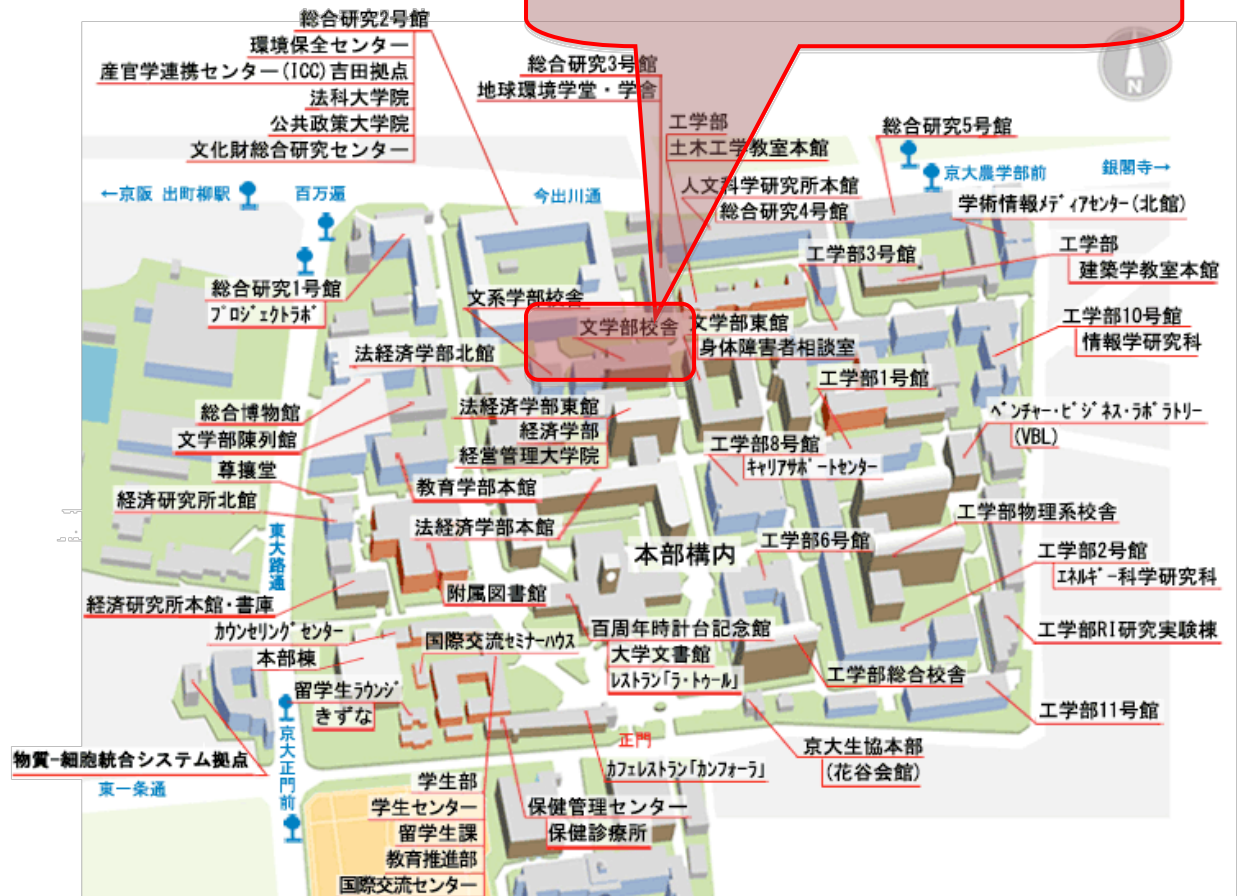 総合研究2号館
環境保全センター
産官学連携センター(ICC)吉田拠点
法科大学院
公共政策大学院
文化財総合研究センター
総合研究3号館
地球環境学堂・学舎
N
工学部
土木工学教室本館
総合研究5号館
人文科学研究所本館
総合研究4号館
←京阪 出町柳駅
百万遍
今出川通
京大農学部前
銀閣寺→
学術情報ﾒﾃﾞｨｱセンター(北館)
工学部3号館
工学部
建築学教室本館
総合研究1号館
ﾌﾟﾛｼﾞｪｸﾄﾗﾎﾞ
文系学部校舎
文学部校舎
文学部東館
身体障害者相談室
工学部10号館
情報学研究科
法経済学部北館
工学部1号館
総合博物館
文学部陳列館
法経済学部東館
経済学部
経営管理大学院
ﾍﾞﾝﾁｬｰ・ﾋﾞｼﾞﾈｽ・ﾗﾎﾞﾗﾄﾘｰ
(VBL)
工学部8号館
ｷｬﾘｱｻﾎﾟｰﾄｾﾝﾀｰ
尊攘堂
教育学部本館
経済研究所北館
法経済学部本館
工学部物理系校舎
東大路通
本部構内
工学部6号館
工学部2号館
ｴﾈﾙｷﾞｰ科学研究科
経済研究所本館・書庫
附属図書館
ｶｳﾝｾﾘﾝｸﾞｾﾝﾀｰ
国際交流ｾﾐﾅｰﾊｳｽ
百周年時計台記念館
大学文書館
ﾚｽﾄﾗﾝ｢ﾗ・ﾄｩｰﾙ｣
工学部RI研究実験棟
本部棟
工学部総合校舎
留学生ﾗｳﾝｼﾞ
きずな
工学部11号館
正門
京大正門前
京大生協本部
(花谷会館)
物質-細胞統合システム拠点
東一条通
ｶﾌｪﾚｽﾄﾗﾝ｢ｶﾝﾌｫｰﾗ｣
学生部
学生センター
留学生課
教育推進部
国際交流センター
保健管理センター
保健診療所